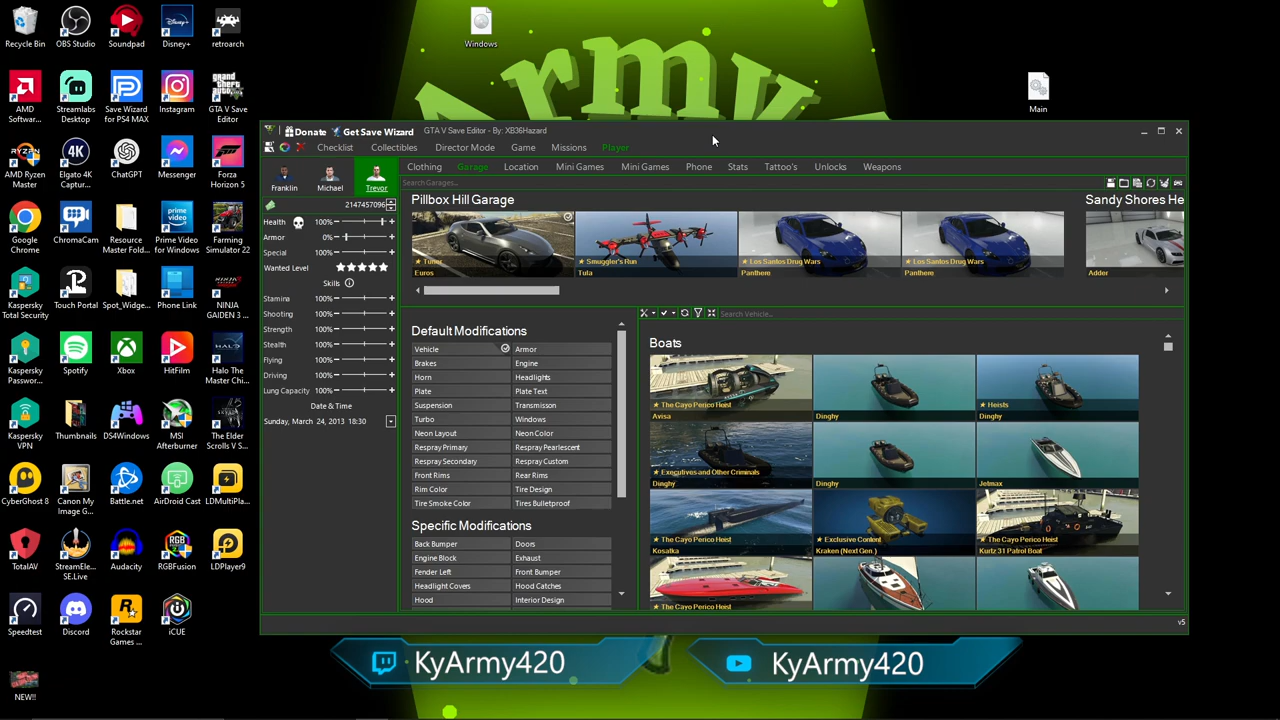 Recycle Bin
OBS Studio
Soundpad
Disney+
retroarch
Windows
Main
Army
AMD Softwar...
Streamlabs Desktop
Save Wizard for PS4 MAX
Instagram
GTA V Save Editor
AMD Ryzen Master
Elgato 4K Captur...
ChatGPT
Messenger
Forza Horizon 5
Google Chrome
ChromaCam
Resource Master Fold...
Prime Video for Windows
Farming Simulator 22
Kaspersky Total Security
Touch Portal
Spot_Widge...
Phone Link
NINJA GAIDEN 3 ...
Kaspersky Passwor...
Spotify
Xbox
HitFilm
Halo The Master Chi...
Kaspersky VPN
Thumbnails
DS4Windows
MSI Afterburner
The Elder Scrolls V S...
CyberGhost 8
Canon My Image G...
Battle.net
AirDroid Cast
LDMultiPla...
TotalAV
StreamEle... SE.Live
Audacity
RGBFusion
LDPlayer9
Speedtest
Discord
Rockstar Games ...
iCUE
NEW!!
Donate
Get Save Wizard
GTA V Save Editor - By: XB36Hazard
Checklist
Collectibles
Director Mode
Game
Missions
Player
Franklin
Michael
Trevor
Clothing
Garage
Location
Mini Games
Mini Games
Phone
Stats
Tattoo's
Unlocks
Weapons
Search Garages...
2147457096
Health 100%
Armor 0%
Special 100%
Wanted Level
Skills
Stamina 100%
Shooting 100%
Strength 100%
Stealth 100%
Flying 100%
Driving 100%
Lung Capacity 100%
Date & Time
Sunday, March 24, 2013 18:30
Pillbox Hill Garage
Sandy Shores He
★ Tuner
Euros
★ Smuggler's Run
Tula
★ Los Santos Drug Wars
Panthere
★ Los Santos Drug Wars
Panthere
Adder
Default Modifications
Vehicle
Armor
Brakes
Engine
Horn
Headlights
Plate
Plate Text
Suspension
Transmisson
Turbo
Windows
Neon Layout
Neon Color
Respray Primary
Respray Pearlescent
Respray Secondary
Respray Custom
Front Rims
Rear Rims
Rim Color
Tire Design
Tire Smoke Color
Tires Bulletproof
Specific Modifications
Back Bumper
Doors
Engine Block
Exhaust
Fender Left
Front Bumper
Headlight Covers
Hood Catches
Hood
Interior Design
Search Vehicle...
Boats
★ The Cayo Perico Heist
Avisa
Dinghy
★ Heists
Dinghy
★ Executives and Other Criminals
Dinghy
Dinghy
Jetmax
★ The Cayo Perico Heist
Kosatka
★ Exclusive Content
Kraken (Next Gen.)
★ The Cayo Perico Heist
Kurtz 31 Patrol Boat
★ The Cayo Perico Heist
v5
KyArmy420
KyArmy420